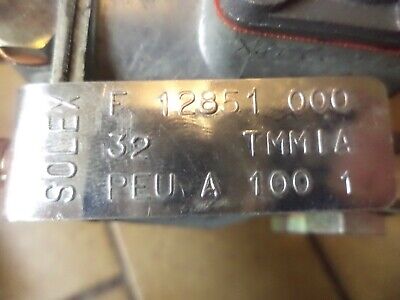 SOLEX
F 12851 000
32 TMMIA
PEU A 100 1